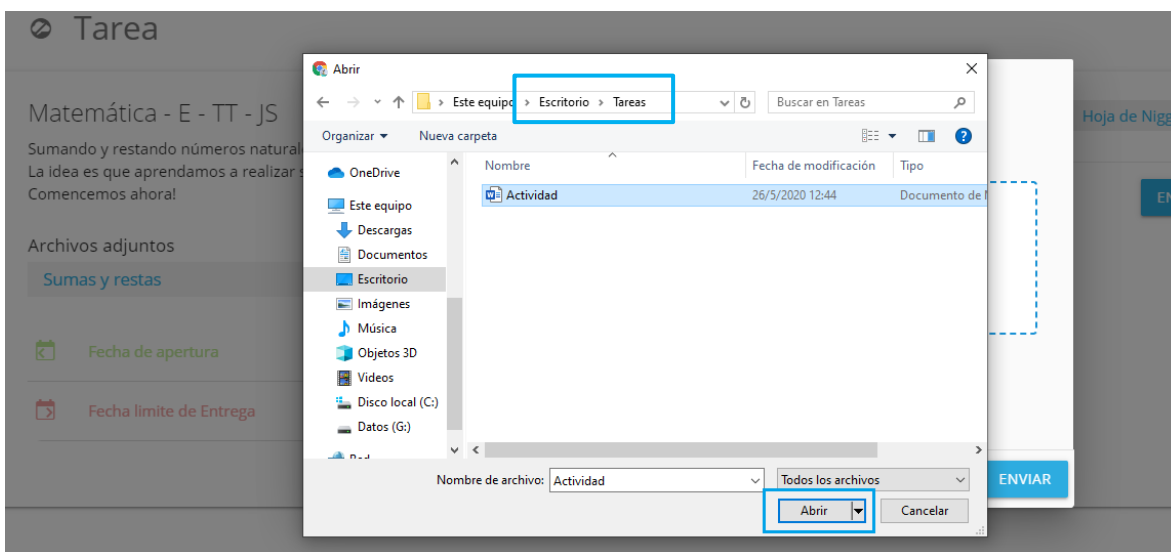 Tarea
Matemática - E - TT - JS
Sumando y restando números natural
La idea es que aprendamos a realizar
Comencemos ahora!
Archivos adjuntos
Sumas y restas
Fecha de apertura
Fecha limite de Entrega
Abrir
Este equipo > Escritorio > Tareas
Buscar en Tareas
Organizar
Nueva carpeta
OneDrive
Este equipo
Descargas
Documentos
Escritorio
Imágenes
Música
Objetos 3D
Videos
Disco local (C:)
Datos (G:)
Nombre
Fecha de modificación
Tipo
Actividad
26/5/2020 12:44
Documento de
Nombre de archivo:
Actividad
Todos los archivos
Abrir
Cancelar
Hoja de
ENVIAR